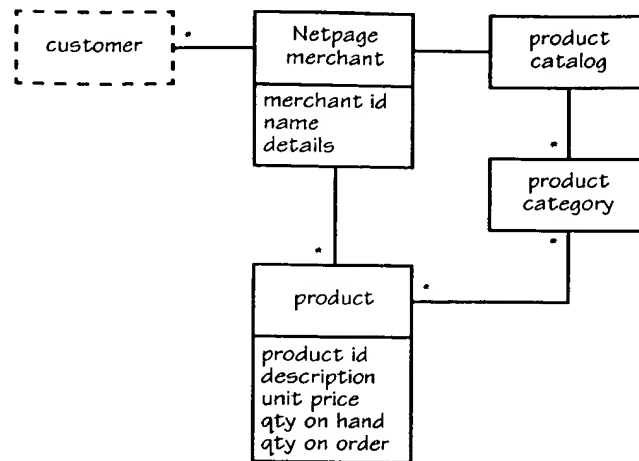 customer
*
Netpage
merchant
merchant id
name
details
product
catalog
*
product
category
*
*
*
product
product id
description
unit price
qty on hand
qty on order